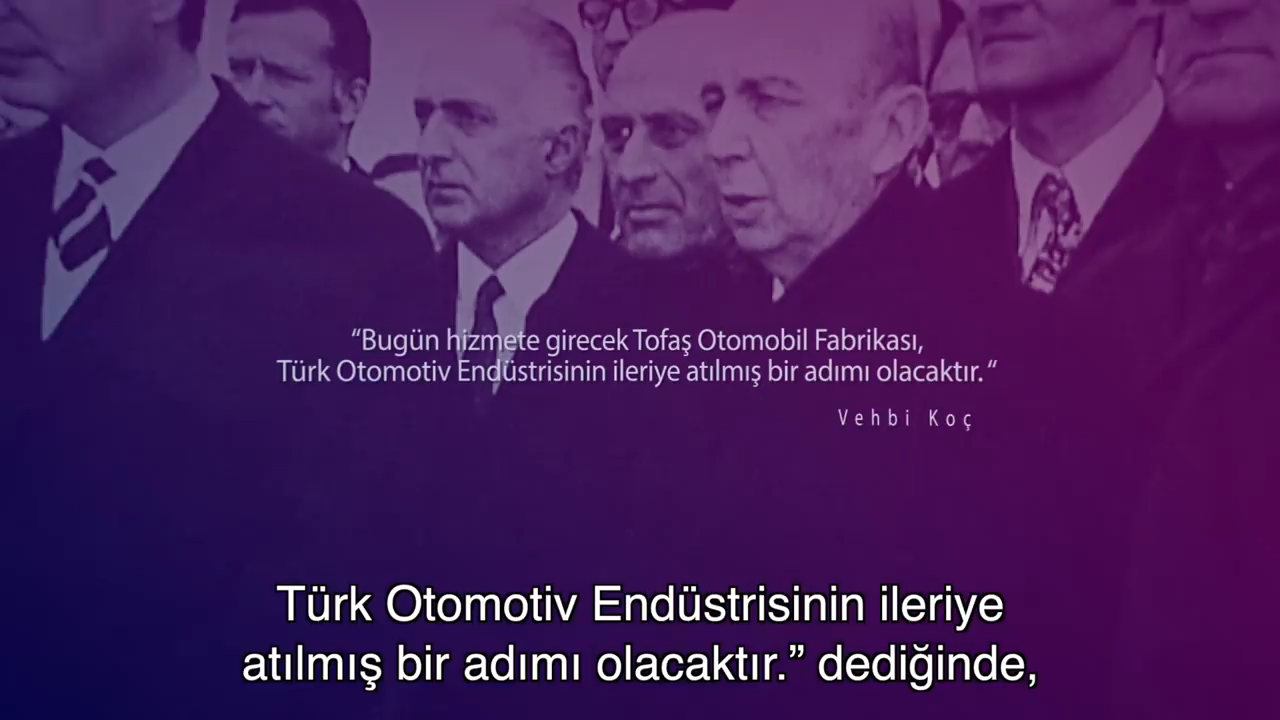 “Bugün hizmete girecek Tofaş Otomobil Fabrikası,
Türk Otomotiv Endüstrisinin ileriye atılmış bir adımı olacaktır.“
Vehbi Koç
Türk Otomotiv Endüstrisinin ileriye
atılmış bir adımı olacaktır.” dediğinde,